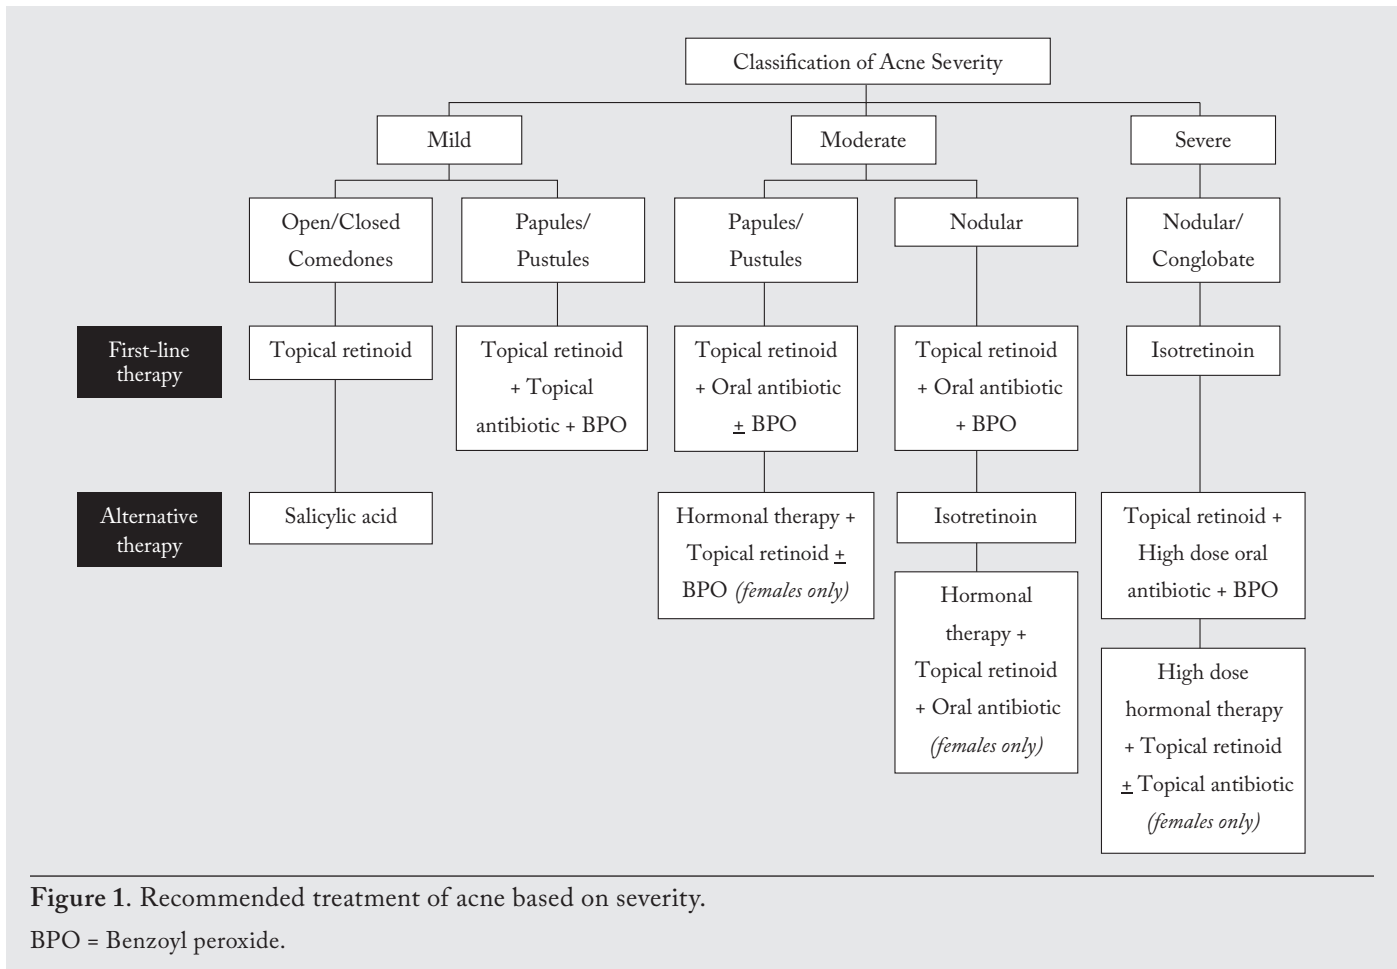 Classification of Acne Severity
Mild
Moderate
Severe
Open/Closed
Comedones
Papules/
Pustules
Papules/
Pustules
Nodular
Nodular/
Conglobate
First-line
therapy
Topical retinoid
Topical retinoid
+ Topical
antibiotic + BPO
Topical retinoid
+ Oral antibiotic
± BPO
Topical retinoid
+ Oral antibiotic
+ BPO
Isotretinoin
Alternative
therapy
Salicylic acid
Hormonal therapy +
Topical retinoid ±
BPO (females only)
Isotretinoin
Hormonal
therapy +
Topical retinoid
+ Oral antibiotic
(females only)
Topical retinoid +
High dose oral
antibiotic + BPO
High dose
hormonal therapy
+ Topical retinoid
± Topical antibiotic
(females only)
Figure 1. Recommended treatment of acne based on severity.
BPO = Benzoyl peroxide.